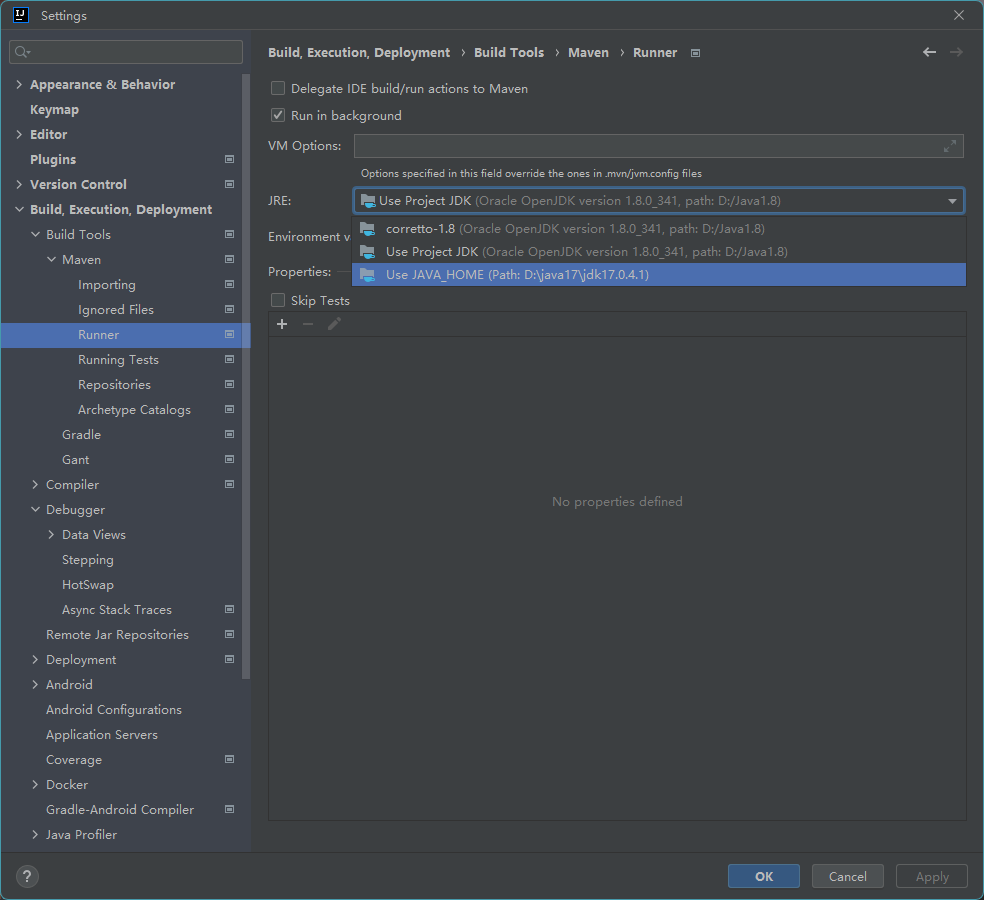 Settings
Build, Execution, Deployment › Build Tools › Maven › Runner
Appearance & Behavior
Keymap
Editor
Plugins
Version Control
Build, Execution, Deployment
Build Tools
Maven
Importing
Ignored Files
Runner
Running Tests
Repositories
Archetype Catalogs
Gradle
Gant
Compiler
Debugger
Data Views
Stepping
HotSwap
Async Stack Traces
Remote Jar Repositories
Deployment
Android
Android Configurations
Application Servers
Coverage
Docker
Gradle-Android Compiler
Java Profiler
Delegate IDE build/run actions to Maven
Run in background
VM Options:
Options specified in this field override the ones in .mvn/jvm.config files
JRE: Use Project JDK (Oracle OpenJDK version 1.8.0_341, path: D:/Java1.8)
corretto-1.8 (Oracle OpenJDK version 1.8.0_341, path: D:/Java1.8)
Environment v
Use Project JDK (Oracle OpenJDK version 1.8.0_341, path: D:/Java1.8)
Properties:
Use JAVA_HOME (Path: D:\java17\jdk17.0.4.1)
Skip Tests
No properties defined
?
OK
Cancel
Apply